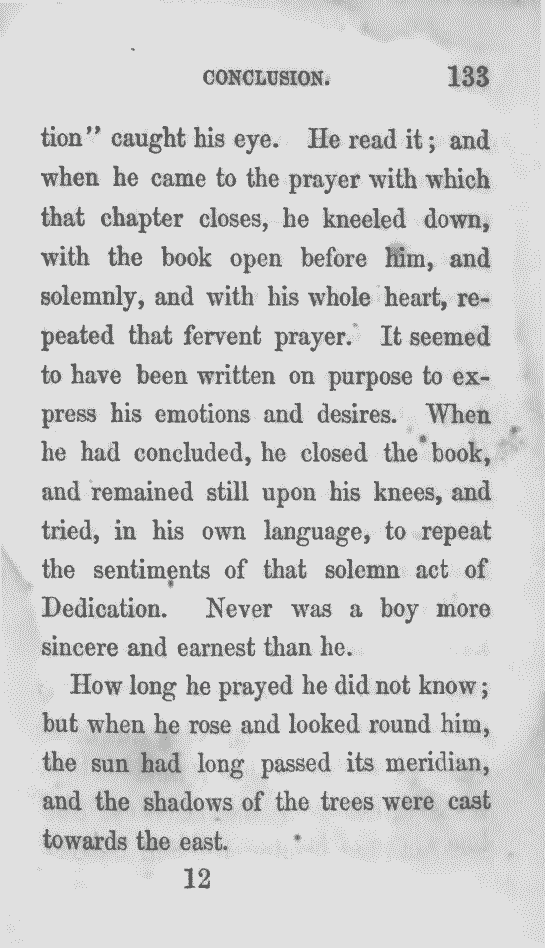 CONCLUSION. 133
tion" caught his eye. He read it; and
when he came to the prayer with which
that chapter closes, he kneeled down,
with the book open before him, and
solemnly, and with his whole heart, re-
peated that fervent prayer. It seemed
to have been written on purpose to ex-
press his emotions and desires. When
he had concluded, he closed the book,
and remained still upon his knees, and
tried, in his own language, to repeat
the sentiments of that solemn act of
Dedication. Never was a boy more
sincere and earnest than he.
How long he prayed he did not know;
but when he rose and looked round him,
the sun had long passed its meridian,
and the shadows of the trees were cast
towards the east.
12